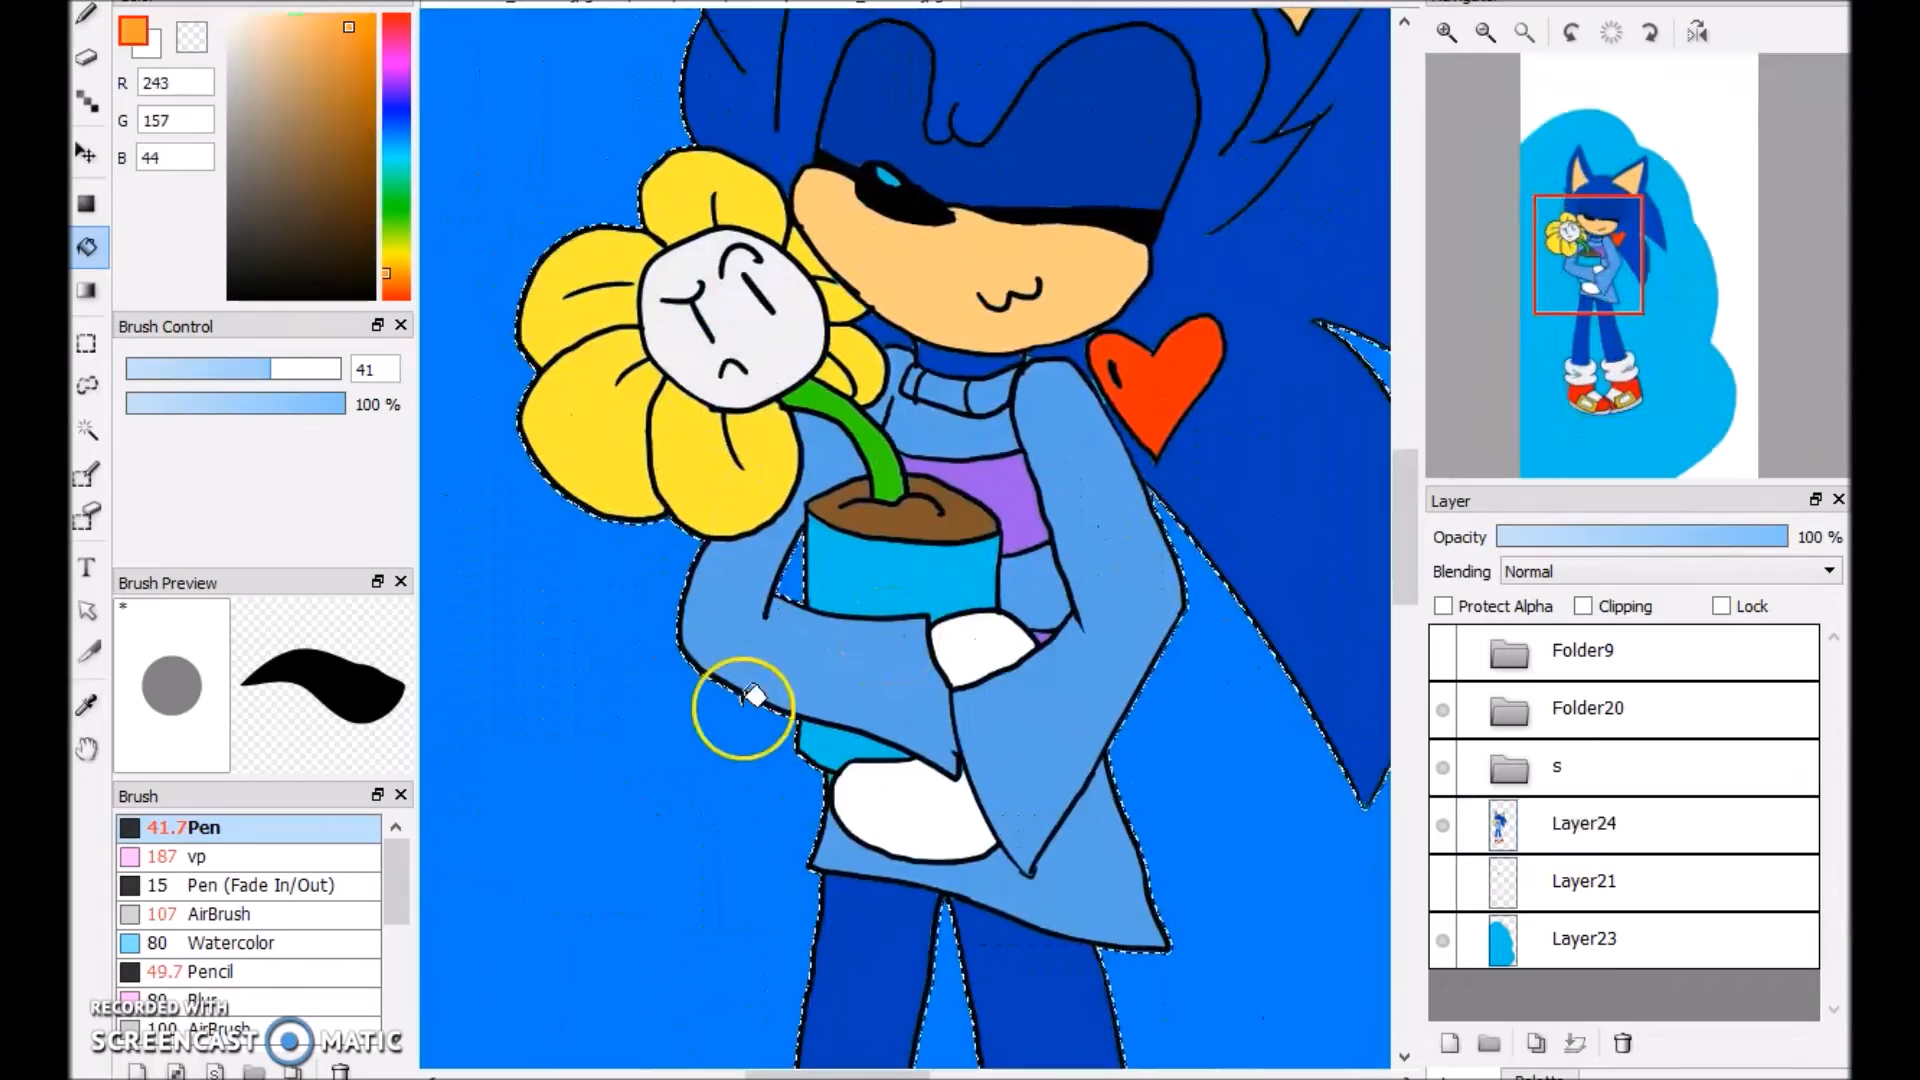 R 243
G 157
B 44
Brush Control
41
100 %
Brush Preview
*
Brush
41.7 Pen
187 vp
15 Pen (Fade In/Out)
107 AirBrush
80 Watercolor
49.7 Pencil
80 Blur
100 AirBrush
RECORDED WITH
SCREENCAST MATIC
T
Layer
Opacity 100 %
Blending Normal
Protect Alpha Clipping Lock
Folder9
Folder20
s
Layer24
Layer21
Layer23